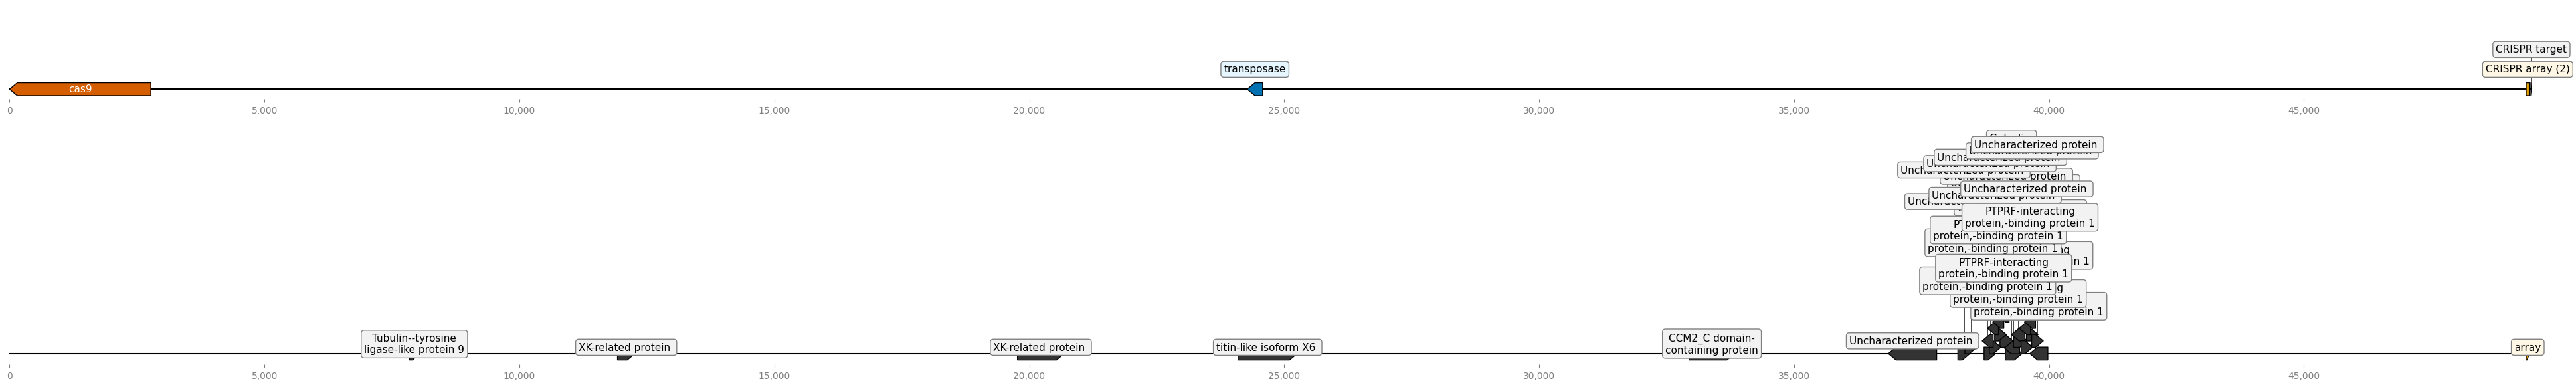 CRISPR target
transposase
CRISPR array (2)
cas9
0
5,000
10,000
15,000
20,000
25,000
30,000
35,000
40,000
45,000
Uncharacterized protein
Uncharacterized protein
Uncharacterized protein
Uncharacterized protein
protein
Uncharacterized protein
Uncharacterized protein
PTPRF-interacting
protein,-binding protein 1
protein,-binding protein 1
protein,-binding protein 1
PTPRF-interacting
protein,-binding protein 1
protein,-binding protein 1
protein,-binding protein 1
protein,-binding protein 1
Tubulin--tyrosine
ligase-like protein 9
XK-related protein
XK-related protein
titin-like isoform X6
CCM2_C domain-
containing protein
Uncharacterized protein
array
0
5,000
10,000
15,000
20,000
25,000
30,000
35,000
40,000
45,000